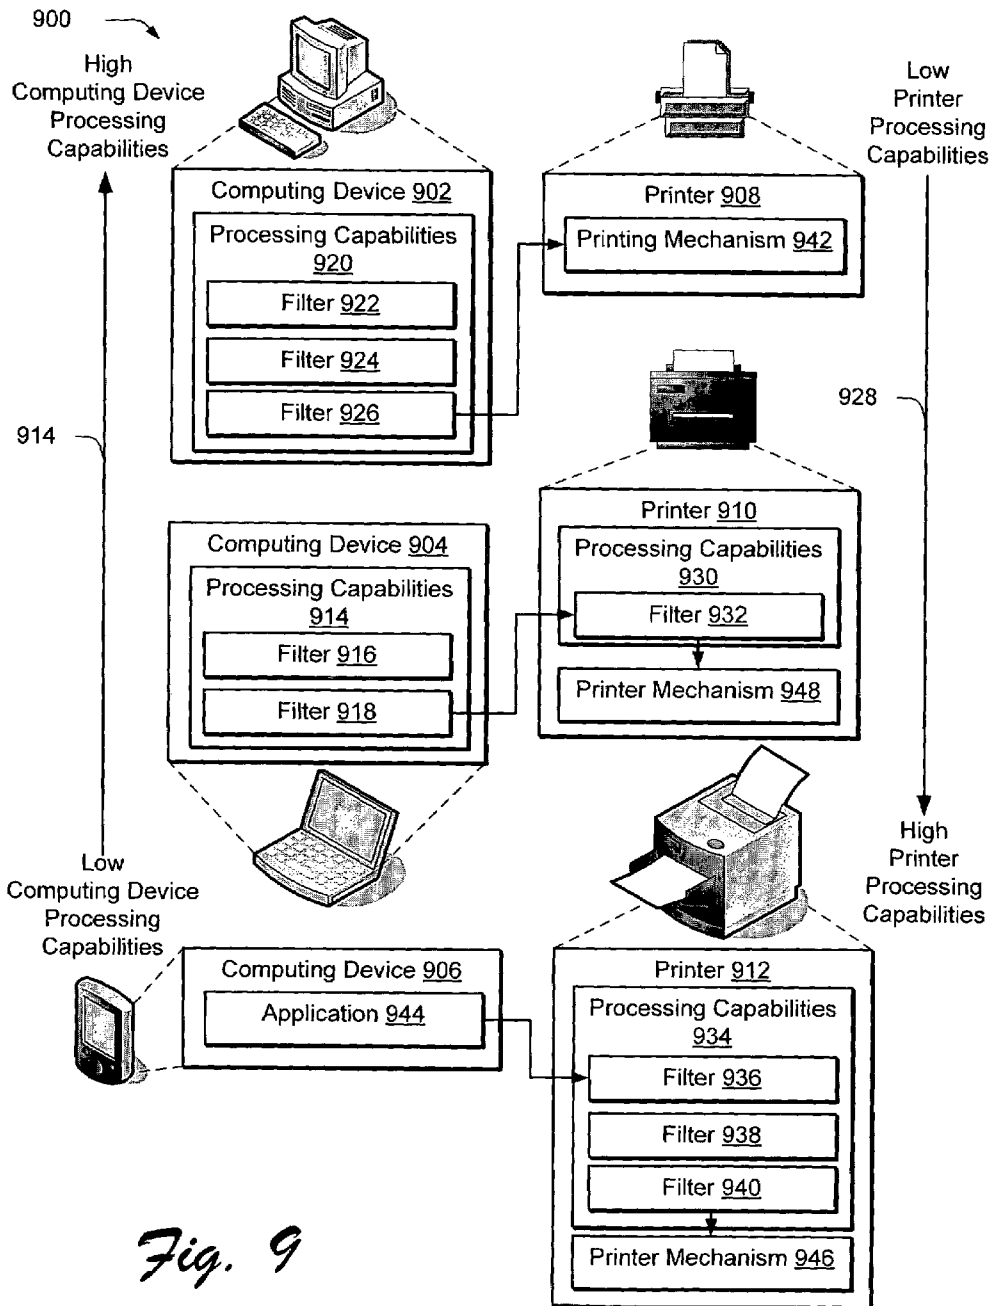 900
High
Computing Device
Processing
Capabilities
Low
Printer
Processing
Capabilities
Computing Device 902
Processing Capabilities
920
Filter 922
Filter 924
Filter 926
Printer 908
Printing Mechanism 942
914
928
Computing Device 904
Processing Capabilities
914
Filter 916
Filter 918
Printer 910
Processing Capabilities
930
Filter 932
Printer Mechanism 948
Low
Computing Device
Processing
Capabilities
High
Printer
Processing
Capabilities
Computing Device 906
Application 944
Printer 912
Processing Capabilities
934
Filter 936
Filter 938
Filter 940
Printer Mechanism 946
Fig. 9